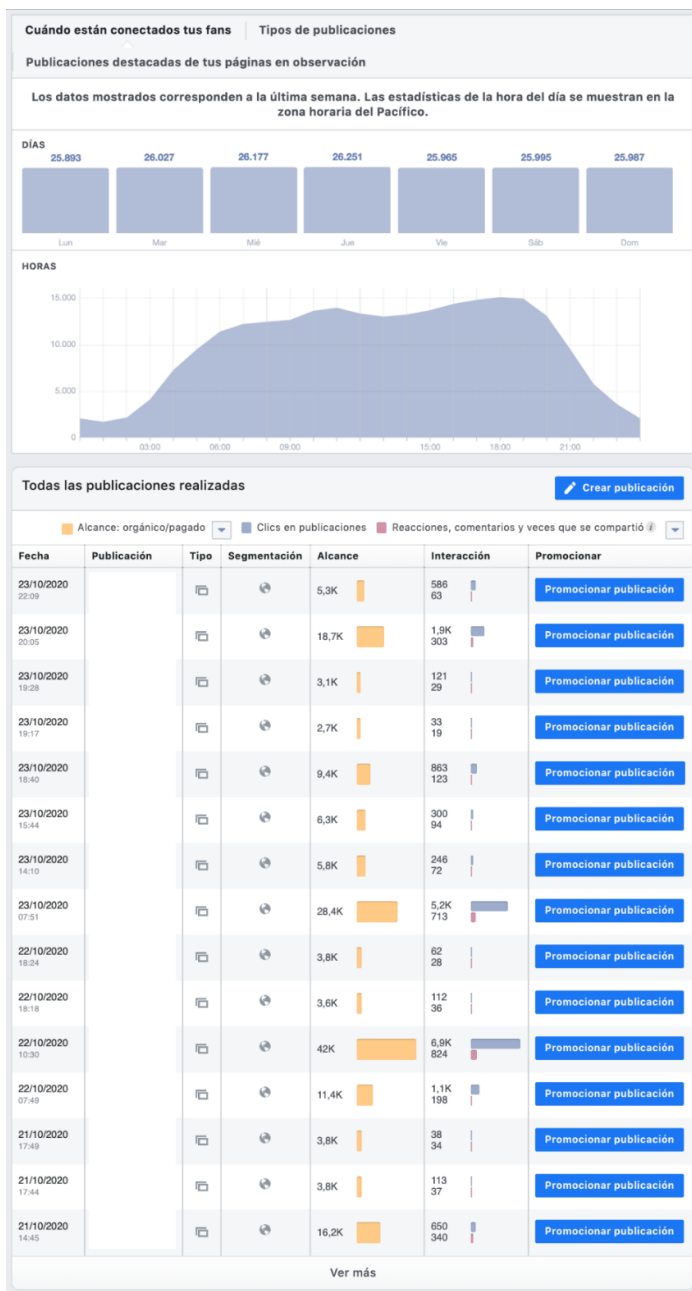 Cuándo están conectados tus fans
Tipos de publicaciones
Publicaciones destacadas de tus páginas en observación
Los datos mostrados corresponden a la última semana. Las estadísticas de la hora del día se muestran en la
zona horaria del Pacífico.
DÍAS
25.893 26.027 26.177 26.251 25.965 25.995 25.987
Lun Mar Mié Jue Vie Sáb Dom
HORAS
15.000
10.000
5.000
0
03:00 06:00 09:00 15:00 18:00 21:00
Todas las publicaciones realizadas
Crear publicación
Alcance: orgánico/pagado Clics en publicaciones Reacciones, comentarios y veces que se compartió i
Fecha Publicación Tipo Segmentación Alcance Interacción Promocionar
23/10/2020
22:09
5,3K
586
63
Promocionar publicación
23/10/2020
20:05
18,7K
1,9K
303
Promocionar publicación
23/10/2020
19:28
3,1K
121
29
Promocionar publicación
23/10/2020
19:17
2,7K
33
19
Promocionar publicación
23/10/2020
18:40
9,4K
863
123
Promocionar publicación
23/10/2020
15:44
6,3K
300
94
Promocionar publicación
23/10/2020
14:10
5,8K
246
72
Promocionar publicación
23/10/2020
07:51
28,4K
5,2K
713
Promocionar publicación
22/10/2020
18:24
3,8K
62
28
Promocionar publicación
22/10/2020
18:18
3,6K
112
36
Promocionar publicación
22/10/2020
10:30
42K
6,9K
824
Promocionar publicación
22/10/2020
07:49
11,4K
1,1K
198
Promocionar publicación
21/10/2020
17:49
3,8K
38
34
Promocionar publicación
21/10/2020
17:44
3,8K
113
37
Promocionar publicación
21/10/2020
14:45
16,2K
650
340
Promocionar publicación
Ver más